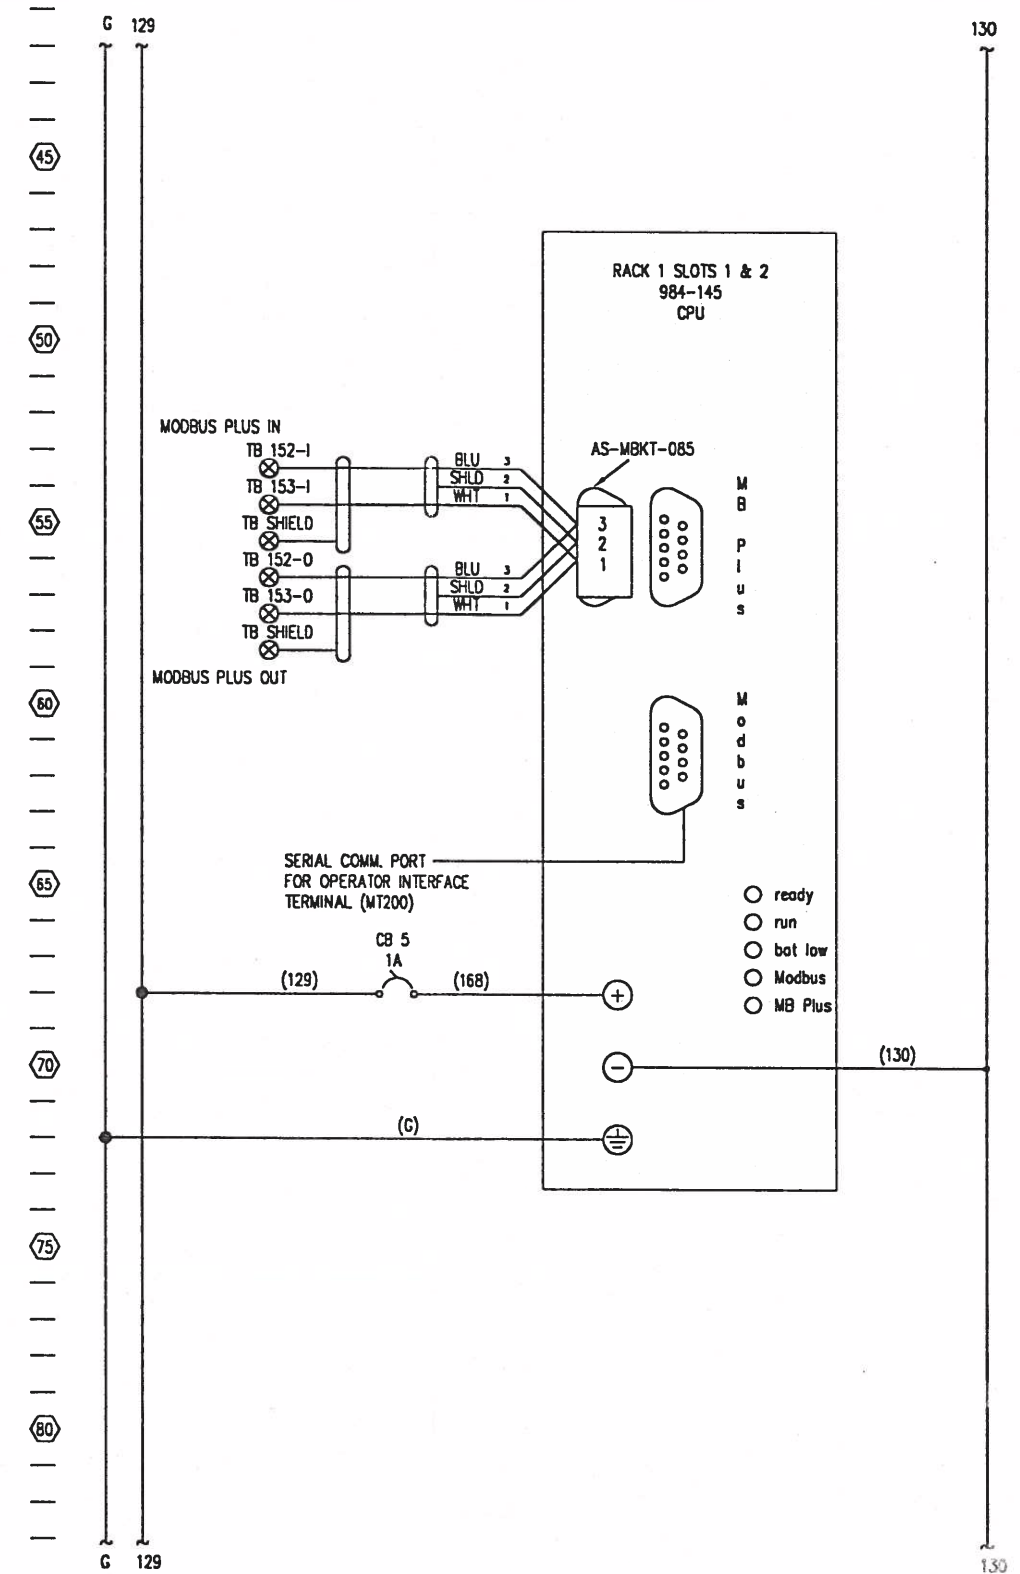 G 129 130
45
RACK 1 SLOTS 1 & 2
984-145
CPU
50
MODBUS PLUS IN
TB 152-I
TB 153-I
TB SHIELD
TB 152-O
TB 153-O
TB SHIELD
MODBUS PLUS OUT
BLU 3
SHLD 2
WHT 1
BLU 3
SHLD 2
WHT 1
AS-MBKT-085
3
2
1
MB Plus
55
60
Modbus
SERIAL COMM. PORT
FOR OPERATOR INTERFACE
TERMINAL (MT200)
65
ready
run
bat low
Modbus
MB Plus
CB 5
1A
(129) (168)
+
70
-
(130)
(G)
75
80
G 129 130